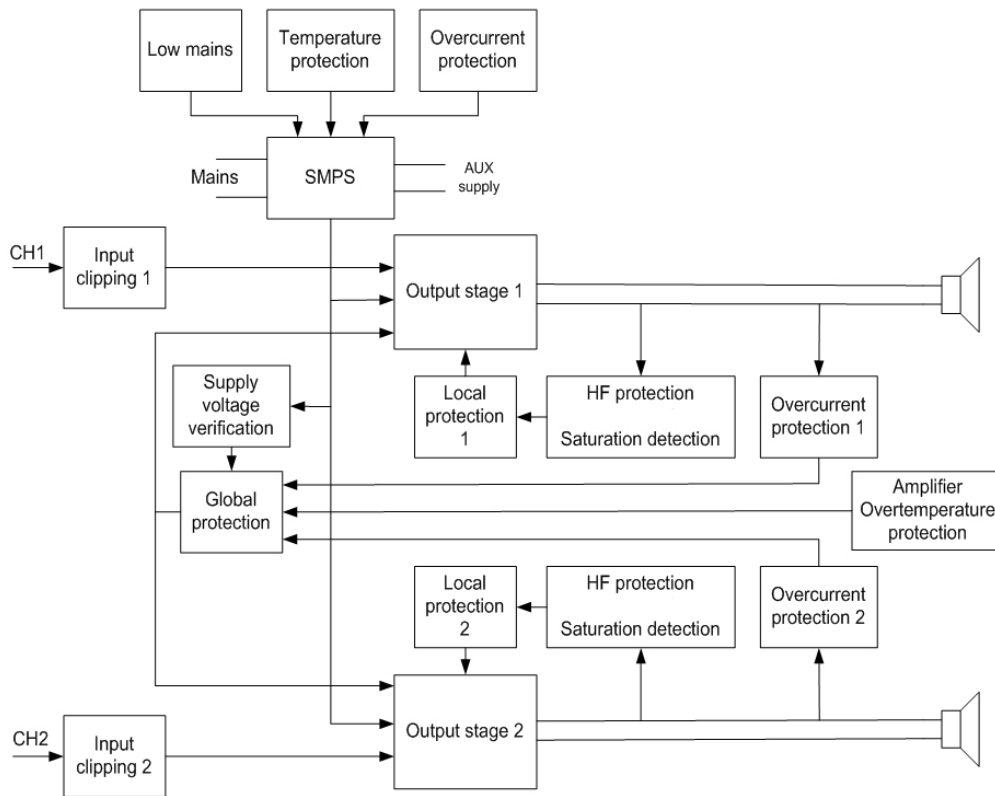 Low mains
Temperature
protection
Overcurrent
protection
Mains
SMPS
AUX
supply
CH1
Input
clipping 1
Output stage 1
Supply
voltage
verification
Local
protection
1
HF protection
Saturation detection
Overcurrent
protection 1
Global
protection
Amplifier
Overtemperature
protection
Local
protection
2
HF protection
Saturation detection
Overcurrent
protection 2
CH2
Input
clipping 2
Output stage 2